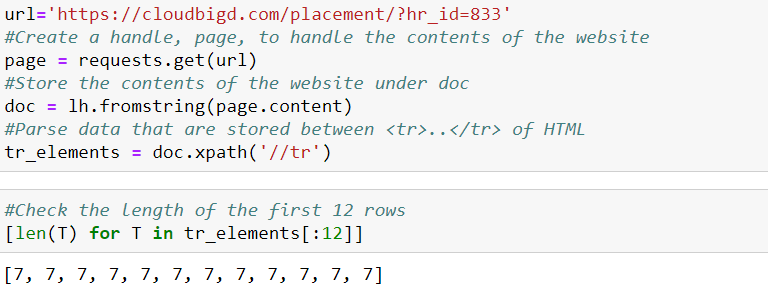 url='https://cloudbigd.com/placement/?hr_id=833'
#Create a handle, page, to handle the contents of the website
page = requests.get(url)
#Store the contents of the website under doc
doc = lh.fromstring(page.content)
#Parse data that are stored between <tr>..</tr> of HTML
tr_elements = doc.xpath('//tr')
#Check the length of the first 12 rows
[len(T) for T in tr_elements[:12]]
[7, 7, 7, 7, 7, 7, 7, 7, 7, 7, 7, 7]